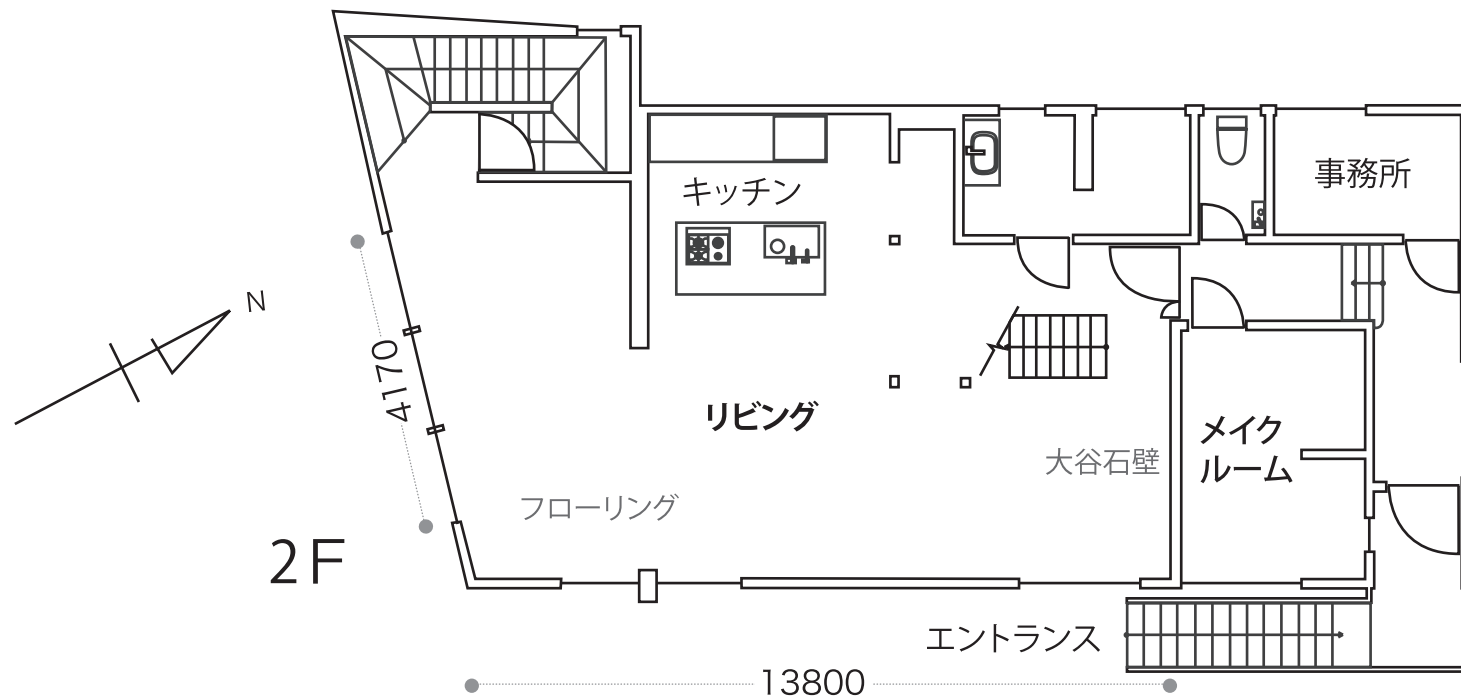 キッチン
事務所
N
4170
リビング
メイク
ルーム
大谷石壁
フローリング
2F
エントランス
13800